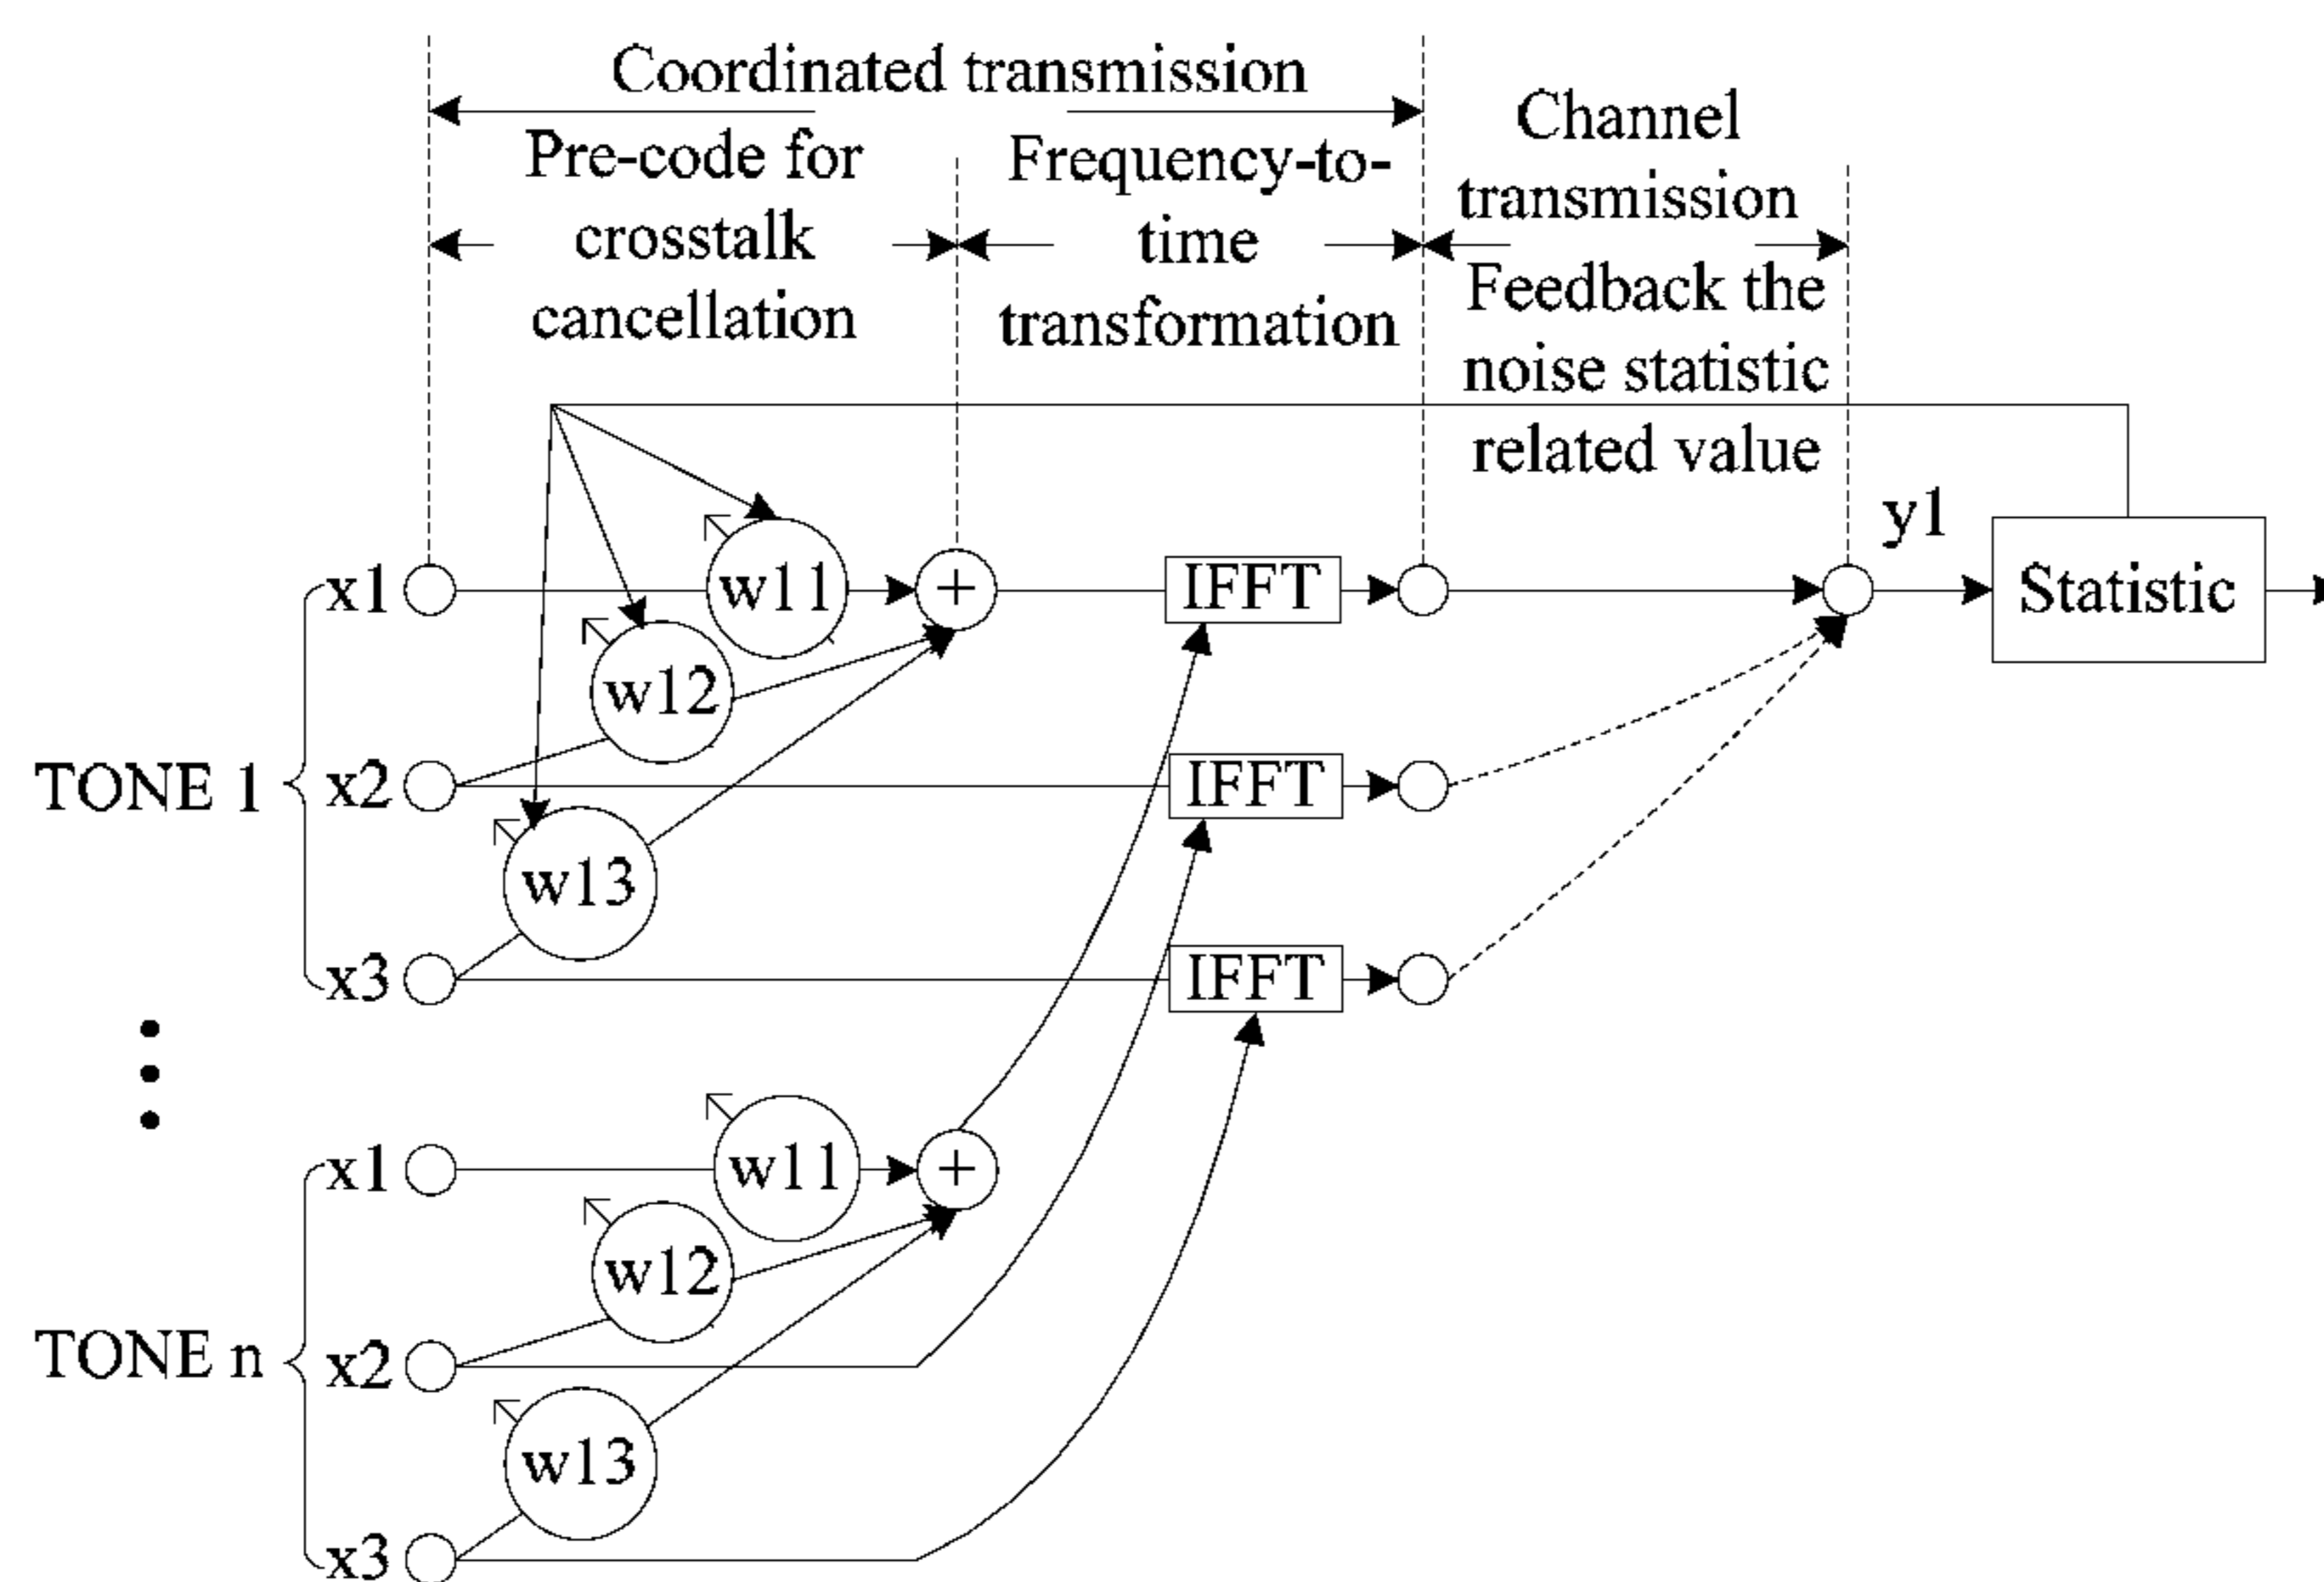 Coordinated transmission
Pre-code for
crosstalk
cancellation
Frequency-to-
time
transformation
Channel
transmission
Feedback the
noise statistic
related value
y1
x1
w11
+
IFFT
Statistic
w12
TONE 1
x2
IFFT
w13
x3
IFFT
x1
w11
+
w12
TONE n
x2
w13
x3